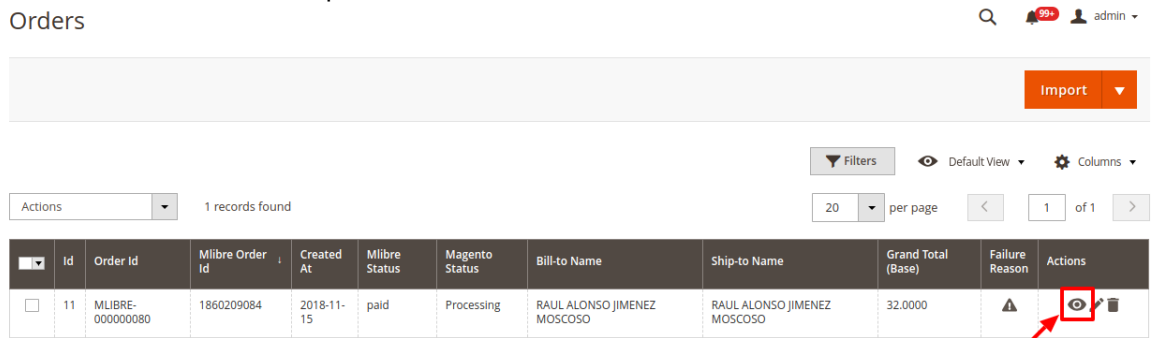 Orders
99+ admin
Import
Filters Default View Columns
Actions 1 records found 20 per page 1 of 1
Id Order Id Mlibre Order Id ↓ Created At Mlibre Status Magento Status Bill-to Name Ship-to Name Grand Total (Base) Failure Reason Actions
11 MLIBRE-000000080 1860209084 2018-11-15 paid Processing RAUL ALONSO JIMENEZ MOSCOSO RAUL ALONSO JIMENEZ MOSCOSO 32.0000